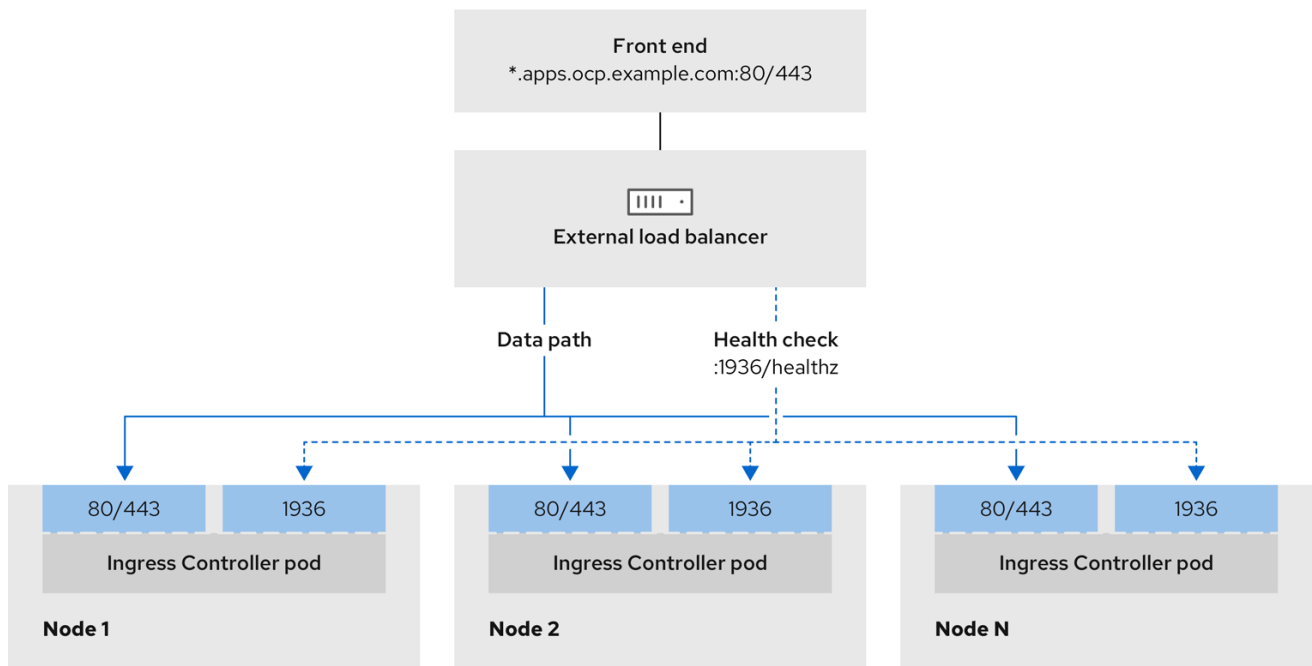 Front end
*.apps.ocp.example.com:80/443
External load balancer
Data path
Health check
:1936/healthz
80/443
1936
Ingress Controller pod
Node 1
80/443
1936
Ingress Controller pod
Node 2
80/443
1936
Ingress Controller pod
Node N